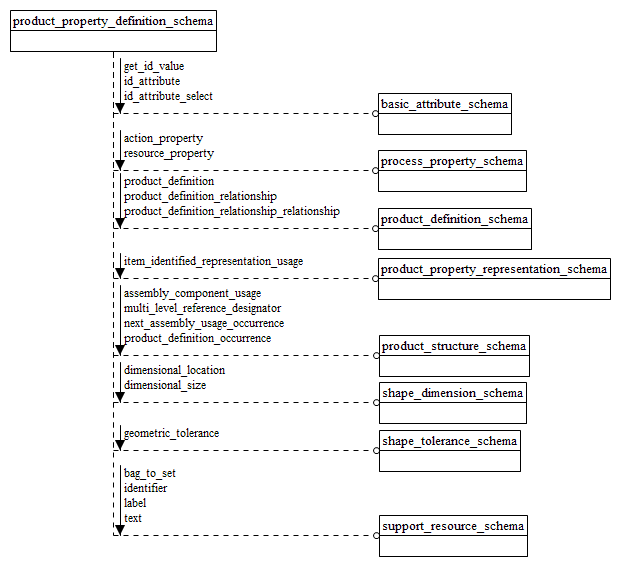 product_property_definition_schema
get_id_value
id_attribute
id_attribute_select
basic_attribute_schema
action_property
resource_property
process_property_schema
product_definition
product_definition_relationship
product_definition_relationship_relationship
product_definition_schema
item_identified_representation_usage
product_property_representation_schema
assembly_component_usage
multi_level_reference_designator
next_assembly_usage_occurrence
product_definition_occurrence
product_structure_schema
dimensional_location
dimensional_size
shape_dimension_schema
geometric_tolerance
shape_tolerance_schema
bag_to_set
identifier
label
text
support_resource_schema